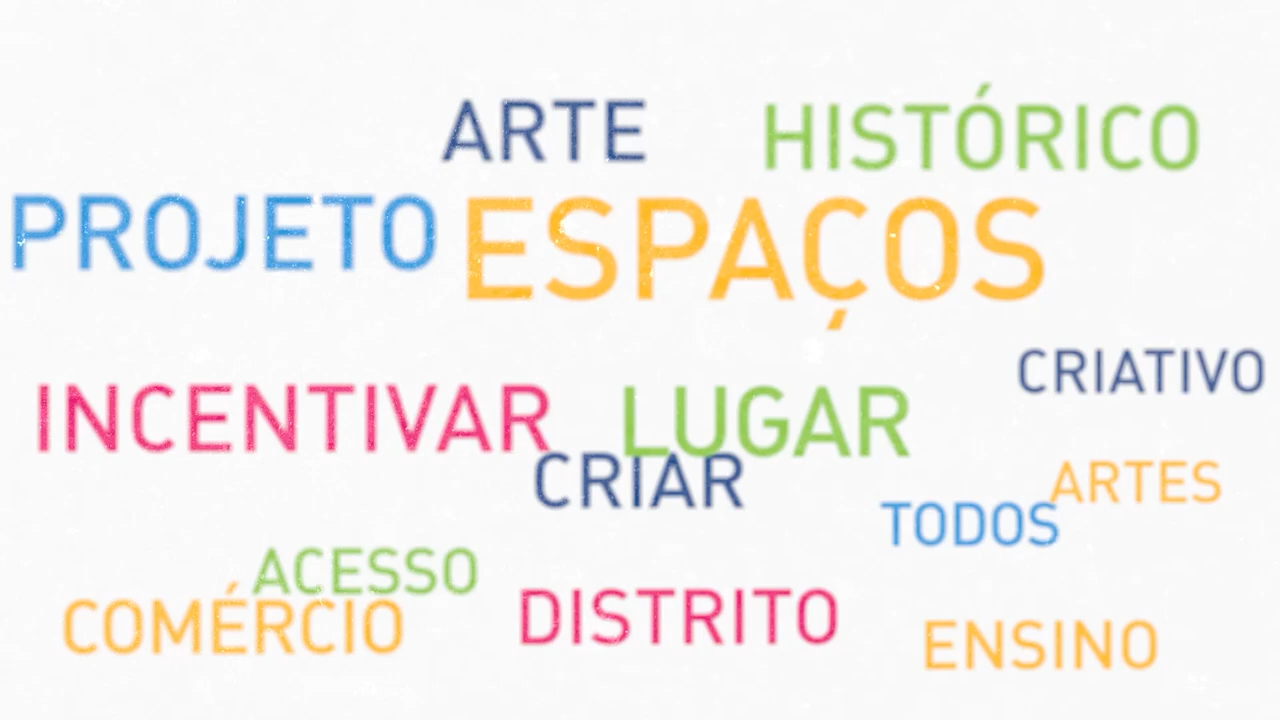 ARTE HISTÓRICO
PROJETO ESPAÇOS
CRIATIVO
INCENTIVAR LUGAR
CRIAR ARTES
TODOS
ACESSO
COMÉRCIO DISTRITO ENSINO